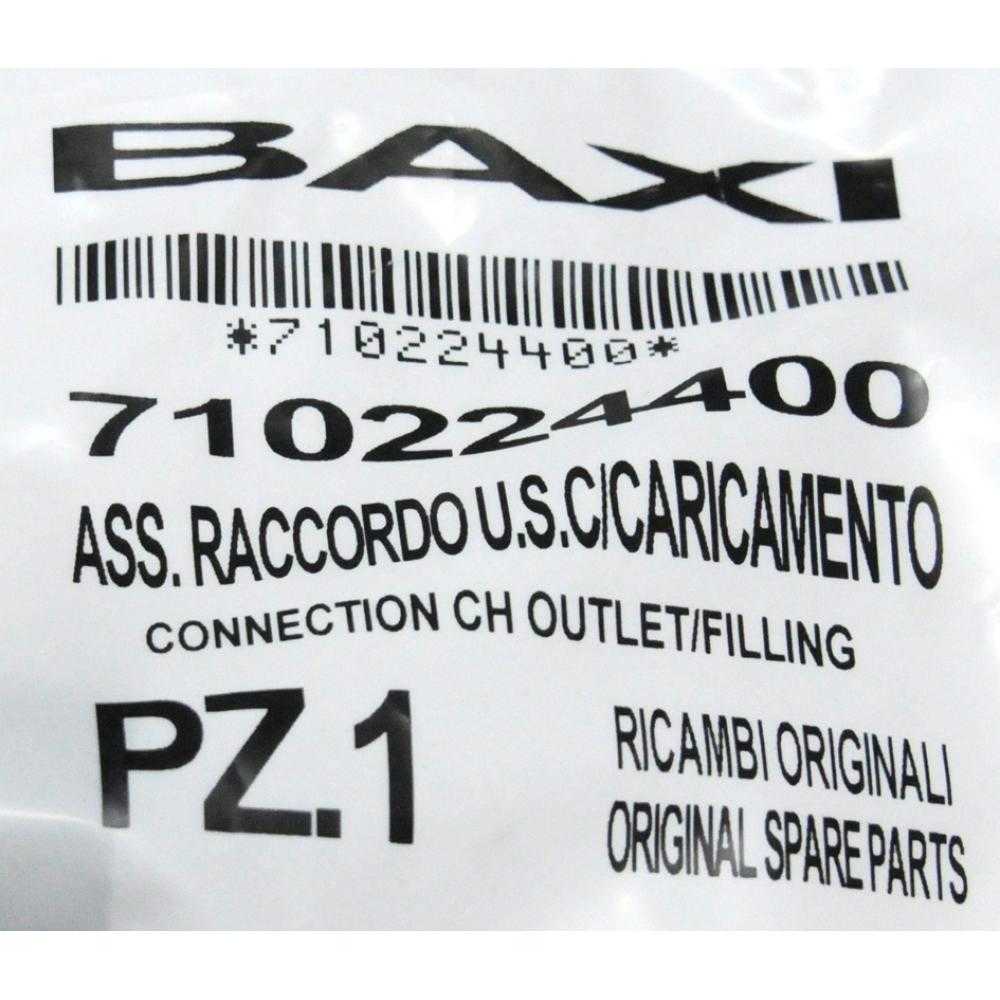 BAXI
*710224400*
710224400
ASS. RACCORDO U.S.C/CARICAMENTO
CONNECTION CH OUTLET/FILLING
PZ.1
RICAMBI ORIGINALI
ORIGINAL SPARE PARTS